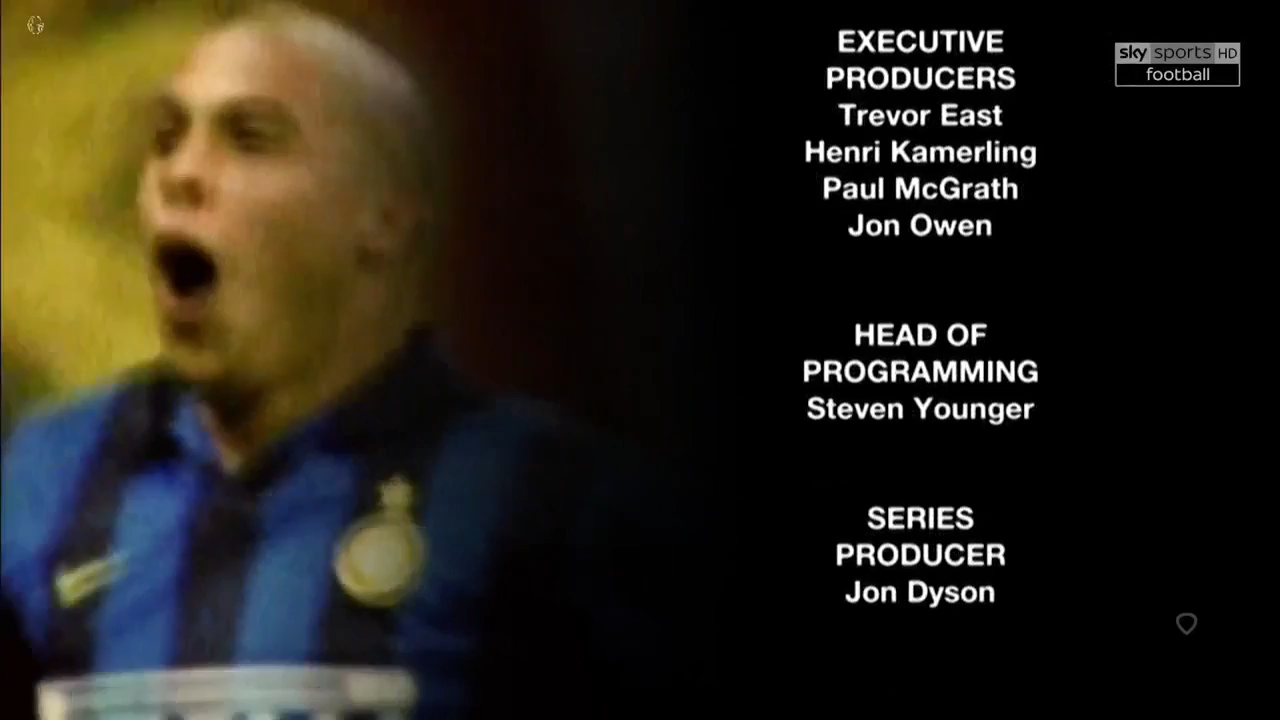 EXECUTIVE
PRODUCERS
Trevor East
Henri Kamerling
Paul McGrath
Jon Owen
HEAD OF
PROGRAMMING
Steven Younger
SERIES
PRODUCER
Jon Dyson
sky sports HD
football